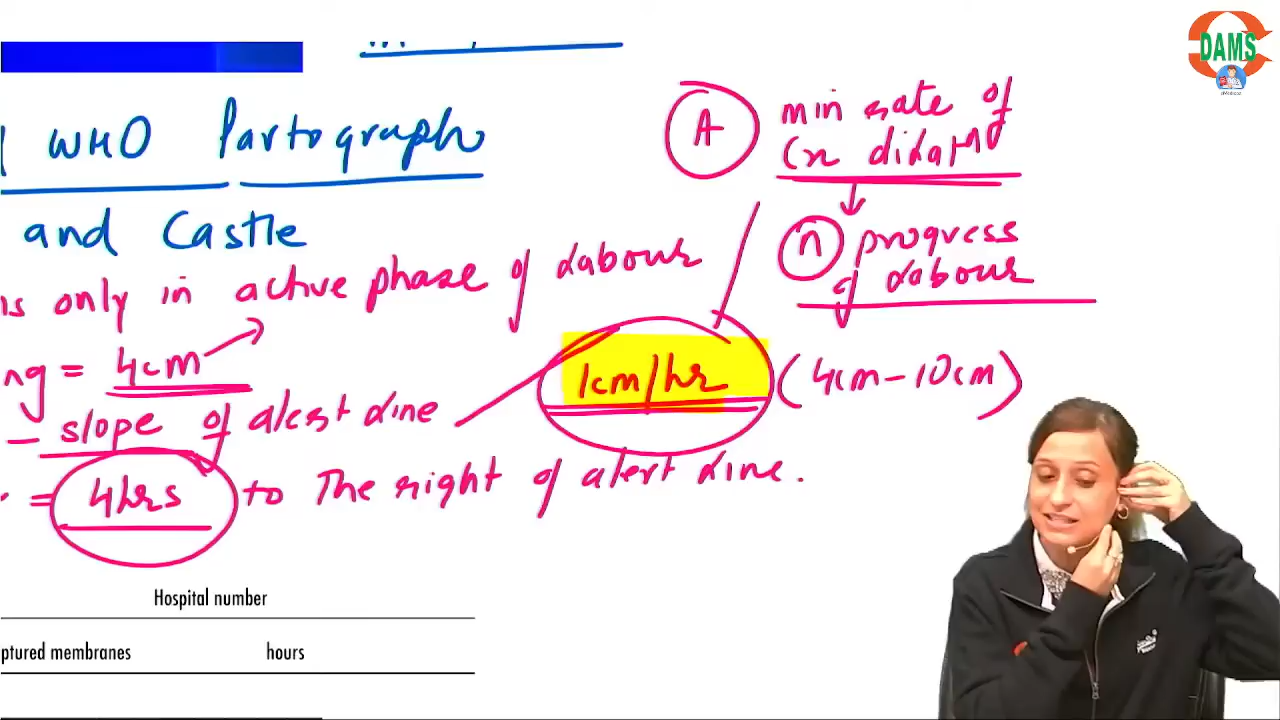 WHO Partograph
and Castle
ns only in active phase of labour
ng = 4cm
- slope of alert line
= 4hrs to the right of alert line.
A min rate of
Cx dilatn
n progress
of labour
1cm/hr (4cm-10cm)
Hospital number
ptured membranes hours
DAMS